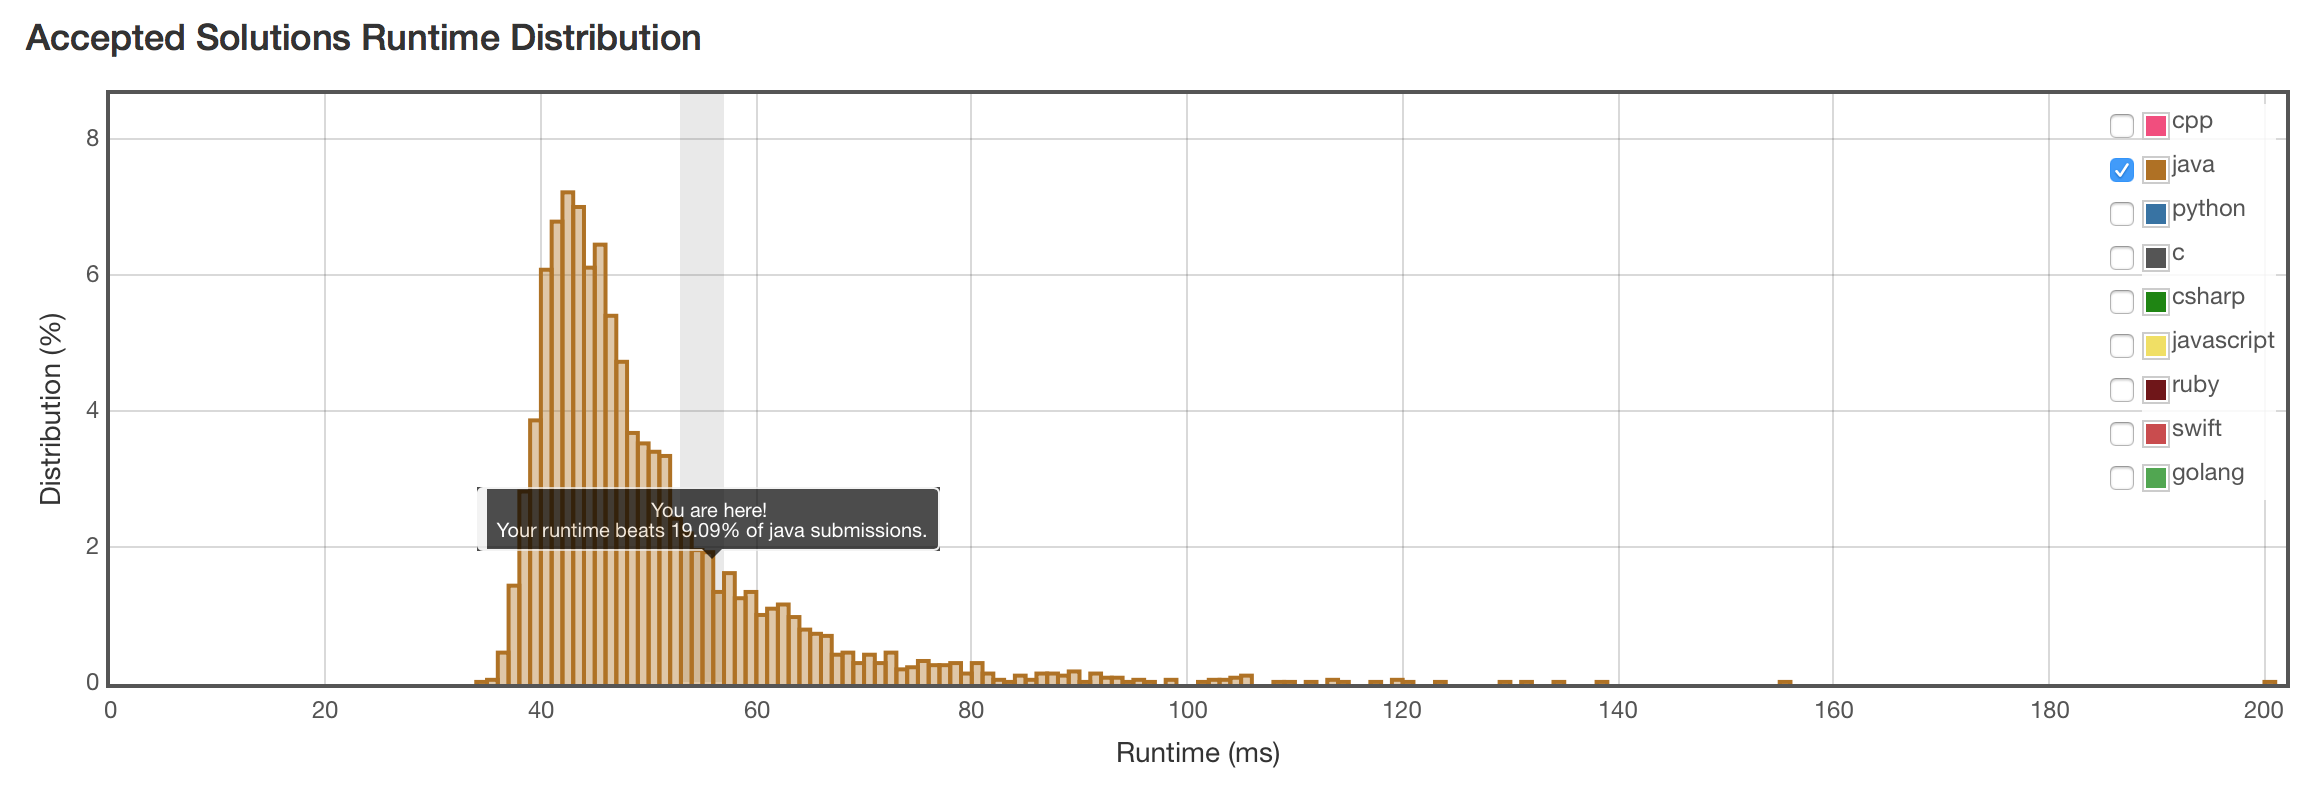 Accepted Solutions Runtime Distribution
8
6
4
2
0
Distribution (%)
You are here!
Your runtime beats 19.09% of java submissions.
cpp
java
python
c
csharp
javascript
ruby
swift
golang
0 20 40 60 80 100 120 140 160 180 200
Runtime (ms)